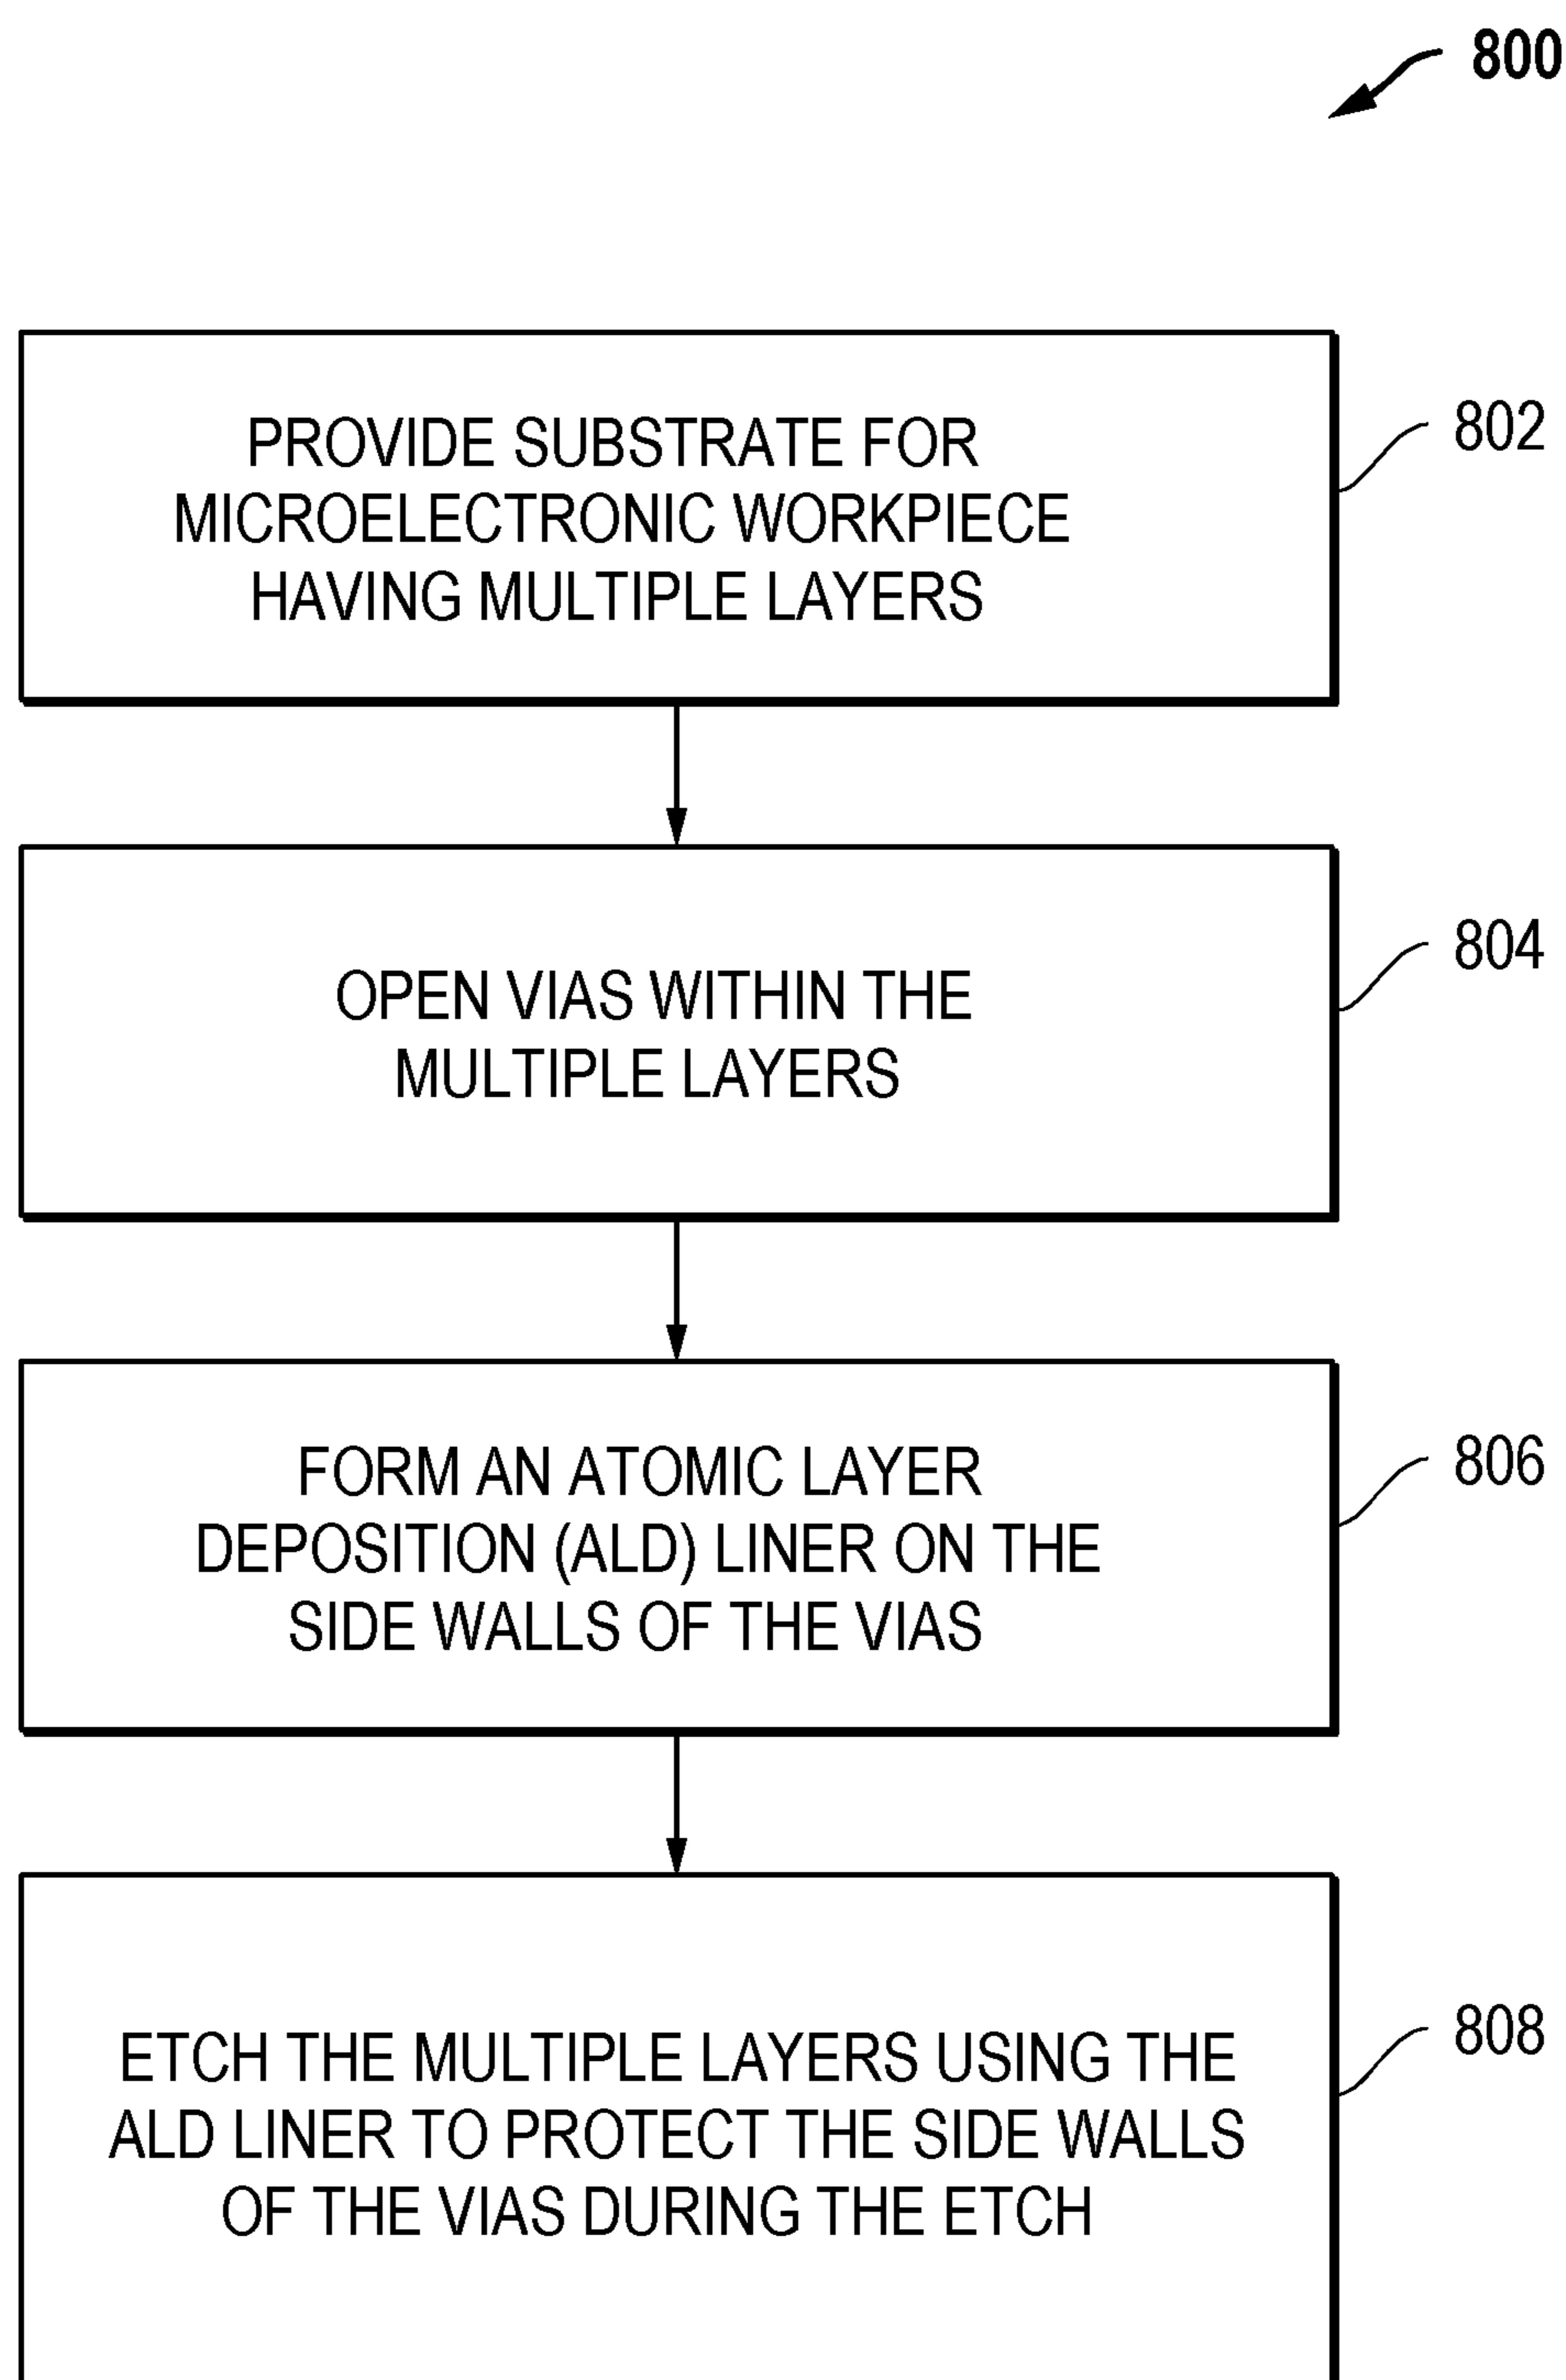 800
PROVIDE SUBSTRATE FOR
MICROELECTRONIC WORKPIECE
HAVING MULTIPLE LAYERS
802
OPEN VIAS WITHIN THE
MULTIPLE LAYERS
804
FORM AN ATOMIC LAYER
DEPOSITION (ALD) LINER ON THE
SIDE WALLS OF THE VIAS
806
ETCH THE MULTIPLE LAYERS USING THE
ALD LINER TO PROTECT THE SIDE WALLS
OF THE VIAS DURING THE ETCH
808